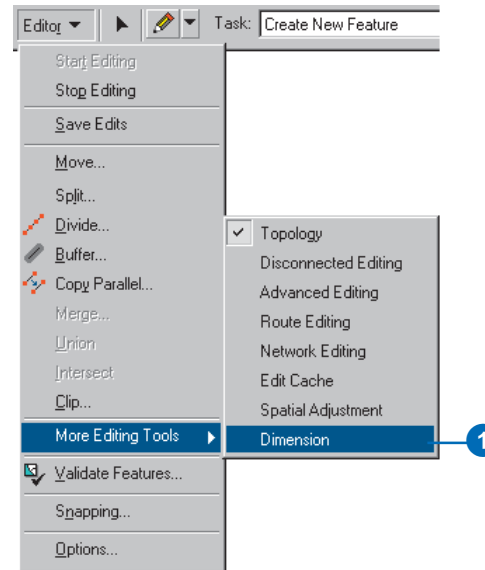 Editor Task: Create New Feature
Start Editing
Stop Editing
Save Edits
Move...
Split...
Divide...
Buffer...
Copy Parallel...
Merge...
Union
Intersect
Clip...
More Editing Tools
Validate Features...
Snapping...
Options...
Topology
Disconnected Editing
Advanced Editing
Route Editing
Network Editing
Edit Cache
Spatial Adjustment
Dimension
1